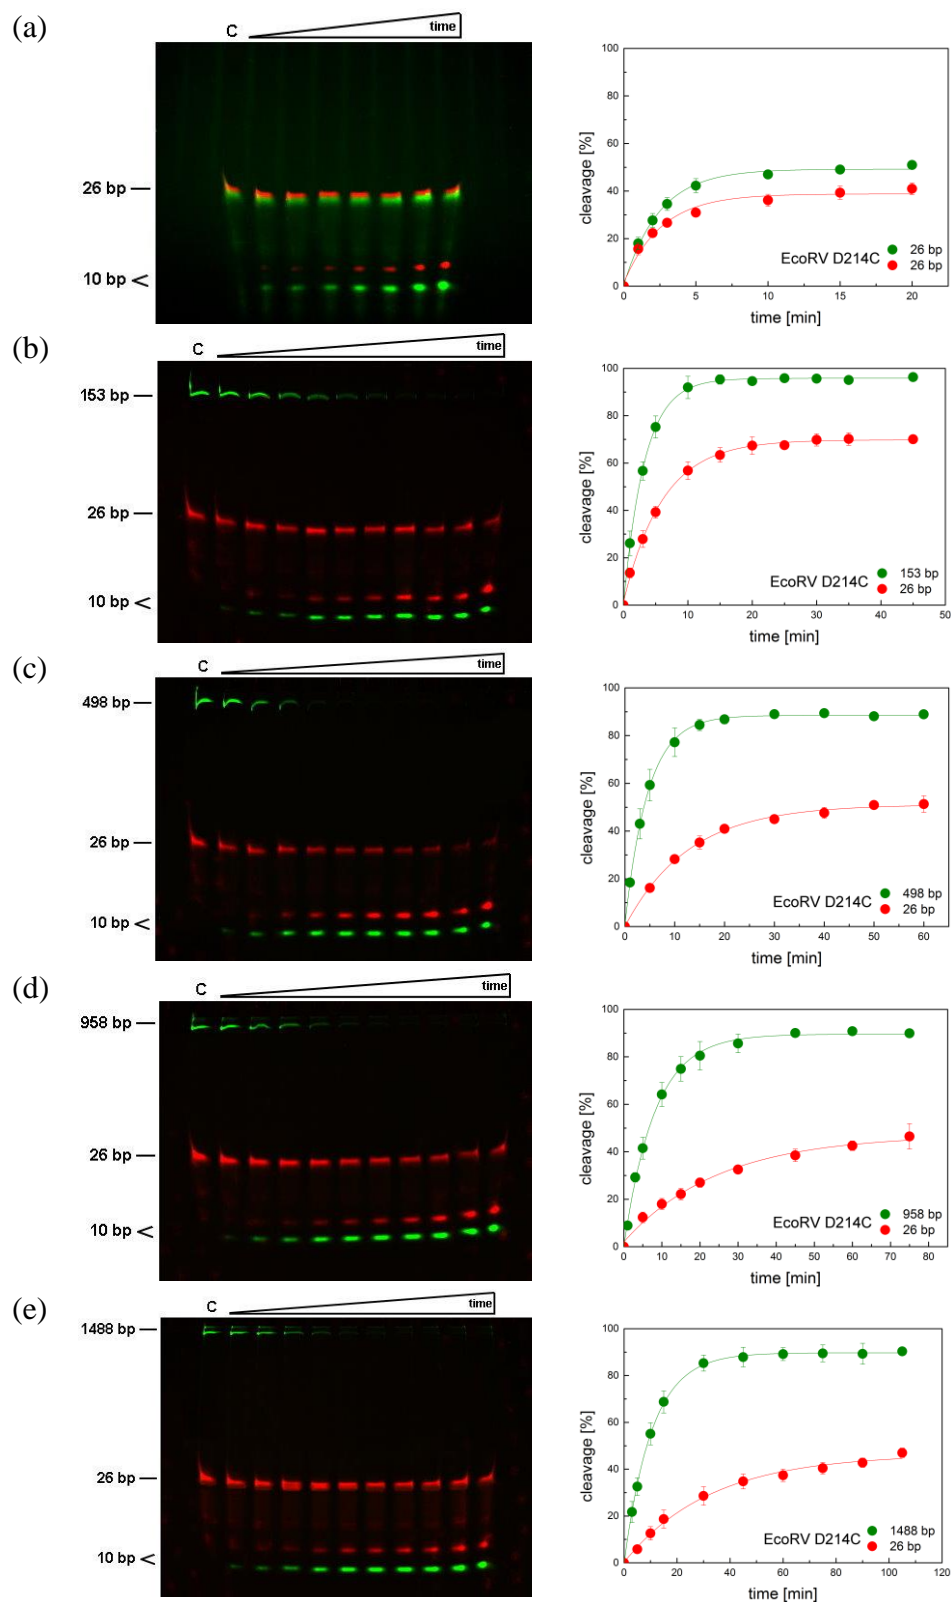 (a)
C
time
26 bp
10 bp <
100
80
60
40
20
0
cleavage [%]
EcoRV D214C
26 bp
26 bp
0
5
10
15
20
time [min]
(b)
C
time
153 bp
26 bp
10 bp <
100
80
60
40
20
0
cleavage [%]
EcoRV D214C
153 bp
26 bp
0
10
20
30
40
50
time [min]
(c)
C
time
498 bp
26 bp
10 bp <
100
80
60
40
20
0
cleavage [%]
EcoRV D214C
498 bp
26 bp
0
10
20
30
40
50
60
time [min]
(d)
C
time
958 bp
26 bp
10 bp <
100
80
60
40
20
0
cleavage [%]
EcoRV D214C
958 bp
26 bp
0
10
20
30
40
50
60
70
80
time [min]
(e)
C
time
1488 bp
26 bp
10 bp <
100
80
60
40
20
0
cleavage [%]
EcoRV D214C
1488 bp
26 bp
0
20
40
60
80
100
120
time [min]